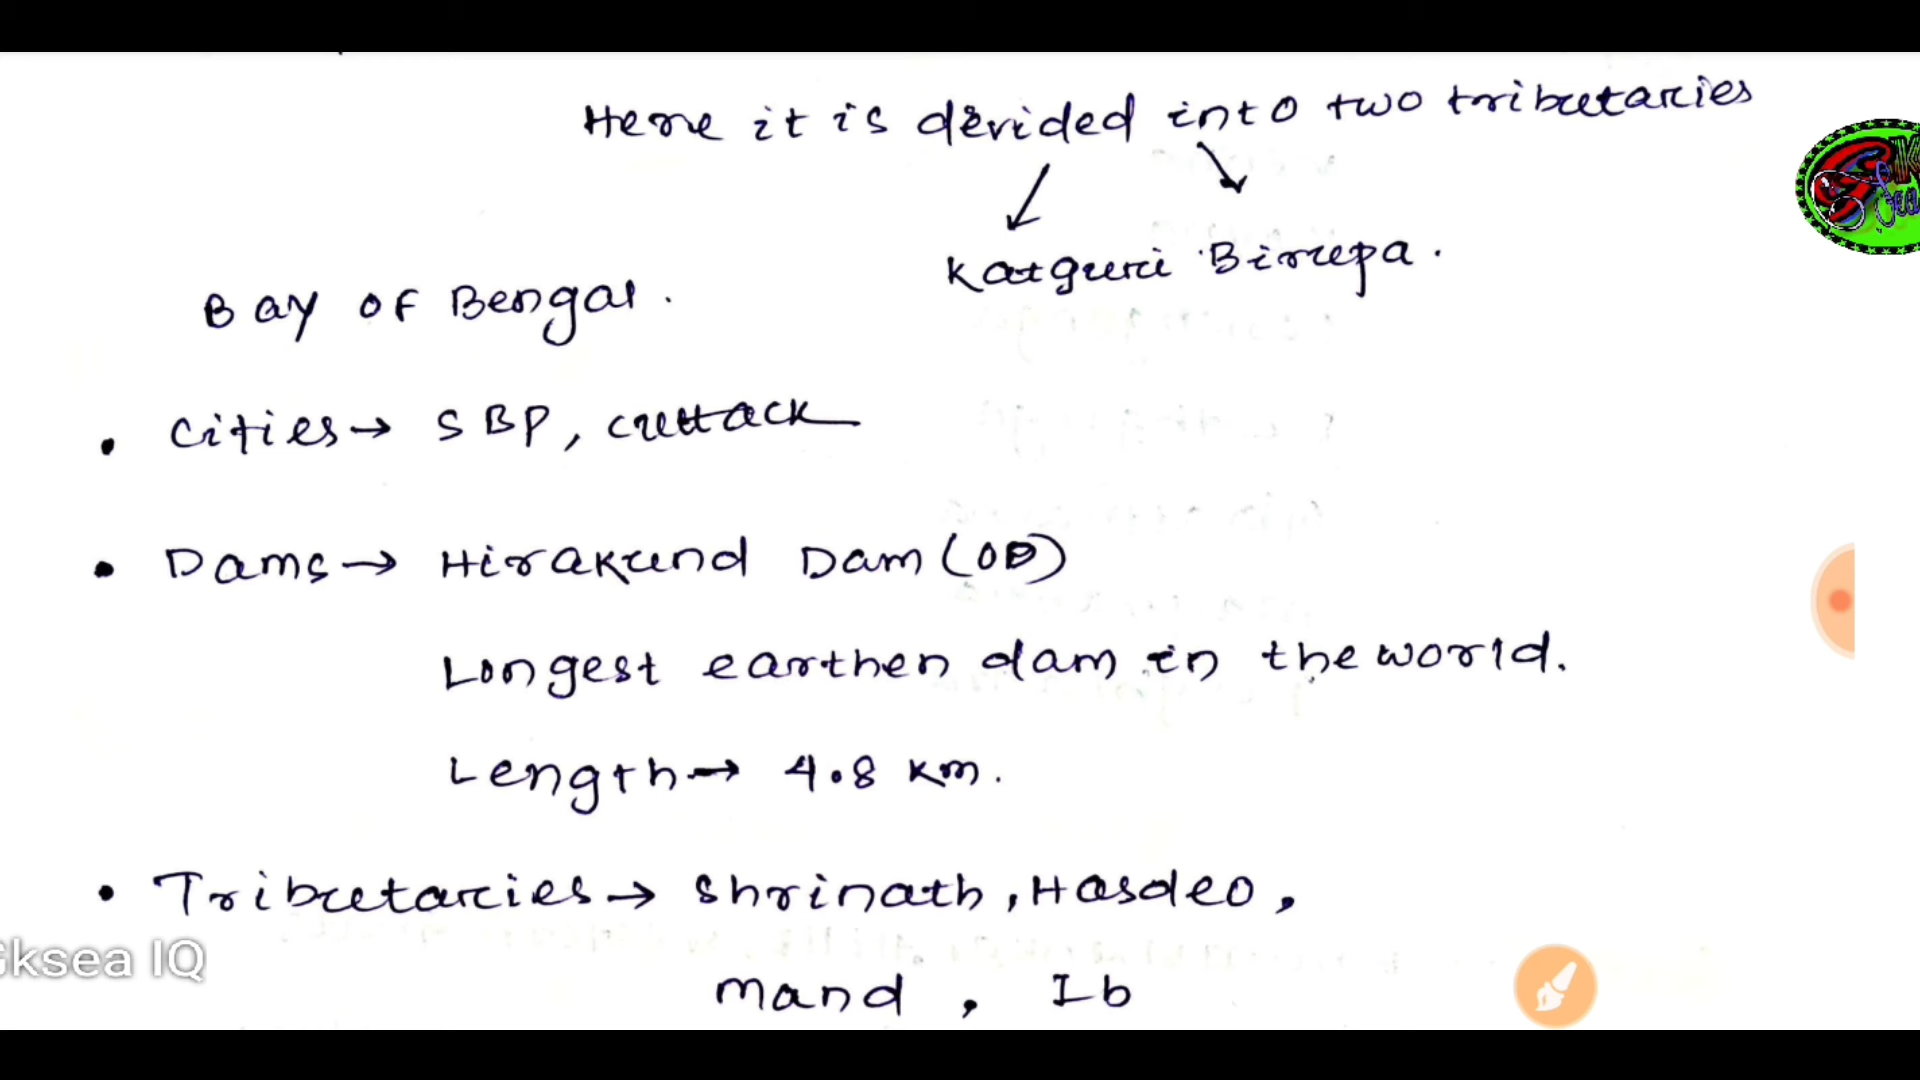 Here it is devided into two tributaries
Katguri Birupa.
Bay of Bengal.
• Cities → SBP, Cuttack
• Dams → Hirakund Dam (OD)
Longest earthen dam in the world.
Length → 4.8 km.
• Tributaries → Shrinath, Hasdeo,
Gksea IQ
Mand, Ib